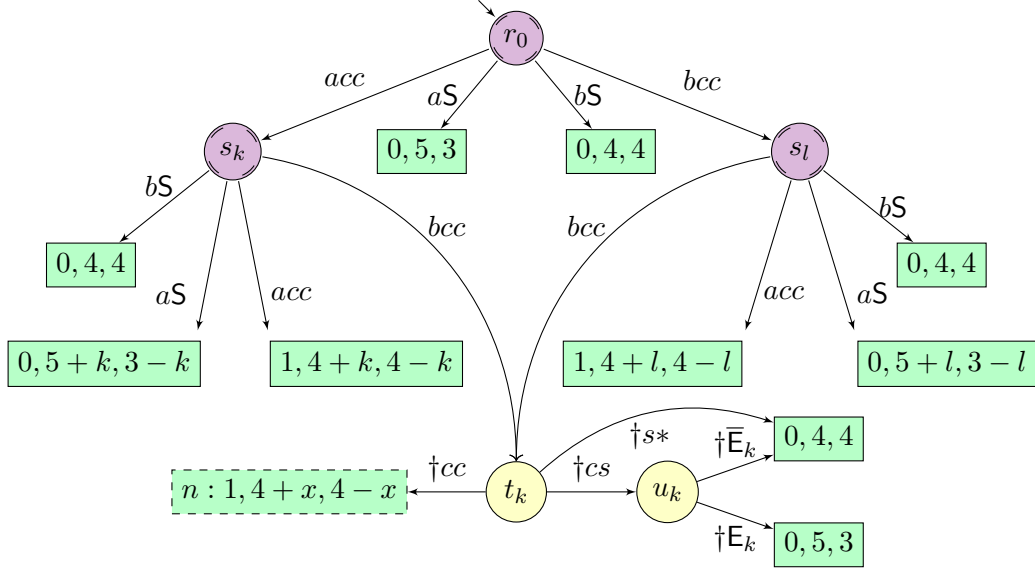 r₀
acc
aS
bS
bcc
s_k
0, 5, 3
0, 4, 4
s_l
bS
bcc
bcc
bS
0, 4, 4
aS
acc
acc
aS
0, 4, 4
0, 5 + k, 3 − k
1, 4 + k, 4 − k
1, 4 + l, 4 − l
0, 5 + l, 3 − l
†s∗
†E̅_k
0, 4, 4
†cc
†cs
n : 1, 4 + x, 4 − x
t_k
u_k
†E_k
0, 5, 3